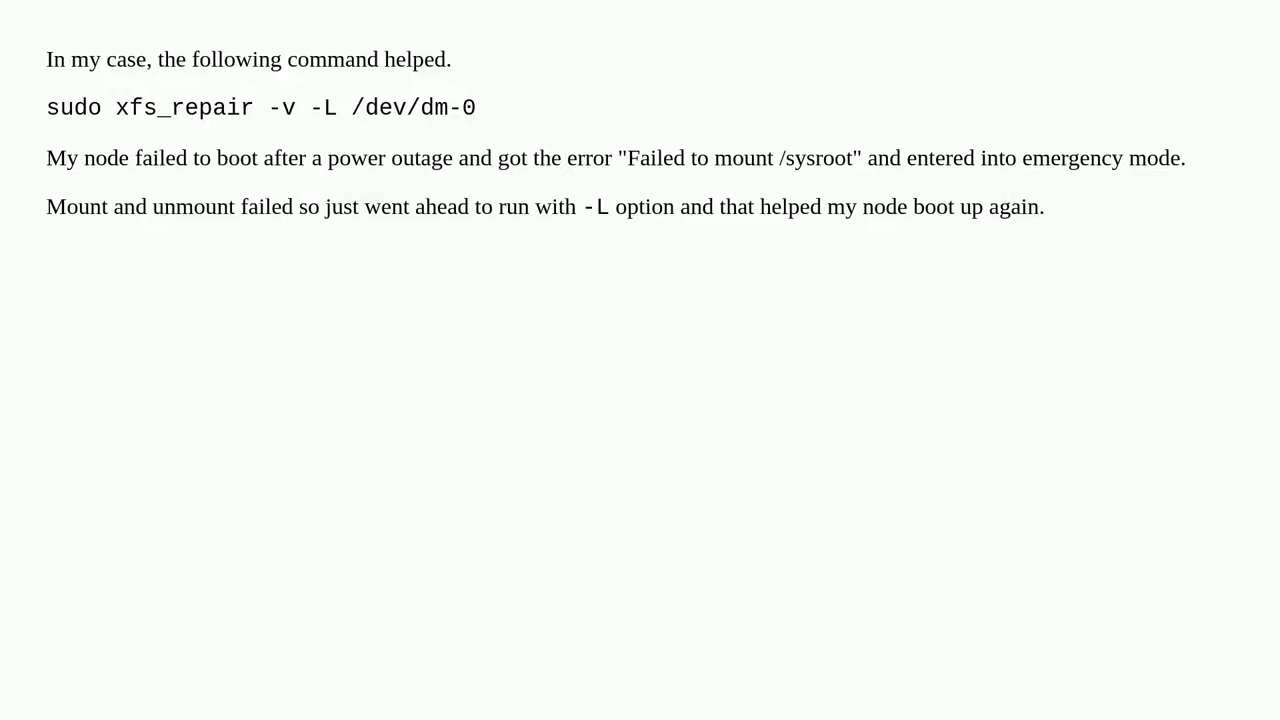 In my case, the following command helped.
sudo xfs_repair -v -L /dev/dm-0
My node failed to boot after a power outage and got the error "Failed to mount /sysroot" and entered into emergency mode.
Mount and unmount failed so just went ahead to run with -L option and that helped my node boot up again.